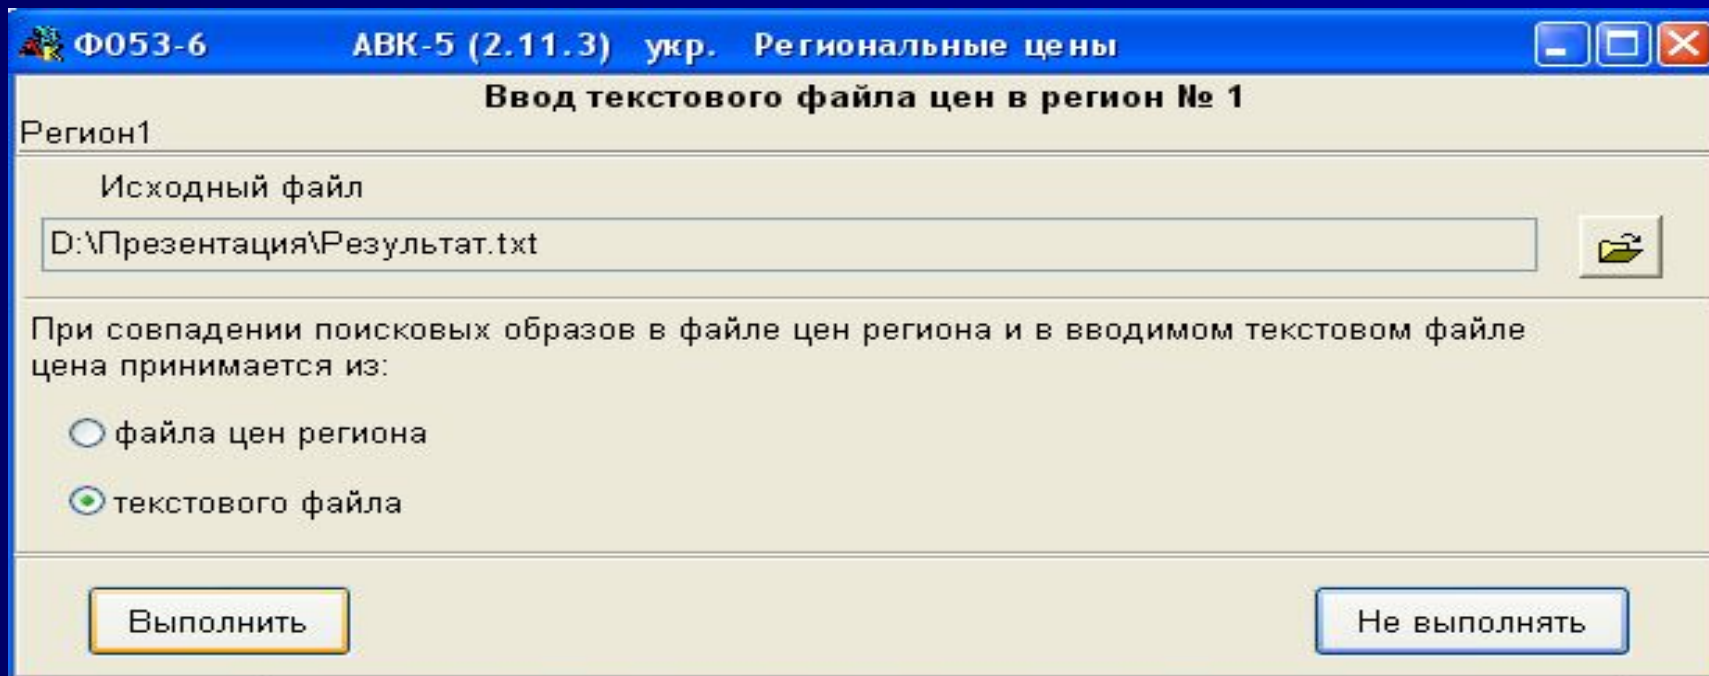 Ф053-6 АВК-5 (2.11.3) укр. Региональные цены
Ввод текстового файла цен в регион № 1
Регион1
Исходный файл
D:\Презентация\Результат.txt
При совпадении поисковых образов в файле цен региона и в вводимом текстовом файле
цена принимается из:
файла цен региона
текстового файла
Выполнить Не выполнять